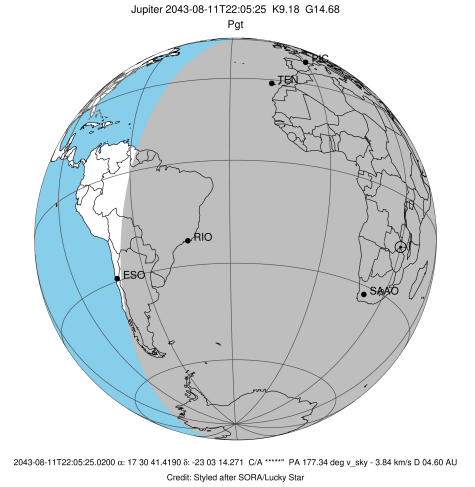 Jupiter 2043-08-11T22:05:25 K9.18 G14.68
Pgt
PIC
TEN
RIO
ESO
SAAO
2043-08-11T22:05:25.0200 α: 17 30 41.4190 δ: -23 03 14.271 C/A *****" PA 177.34 deg v_sky - 3.84 km/s D 04.60 AU
Credit: Styled after SORA/Lucky Star